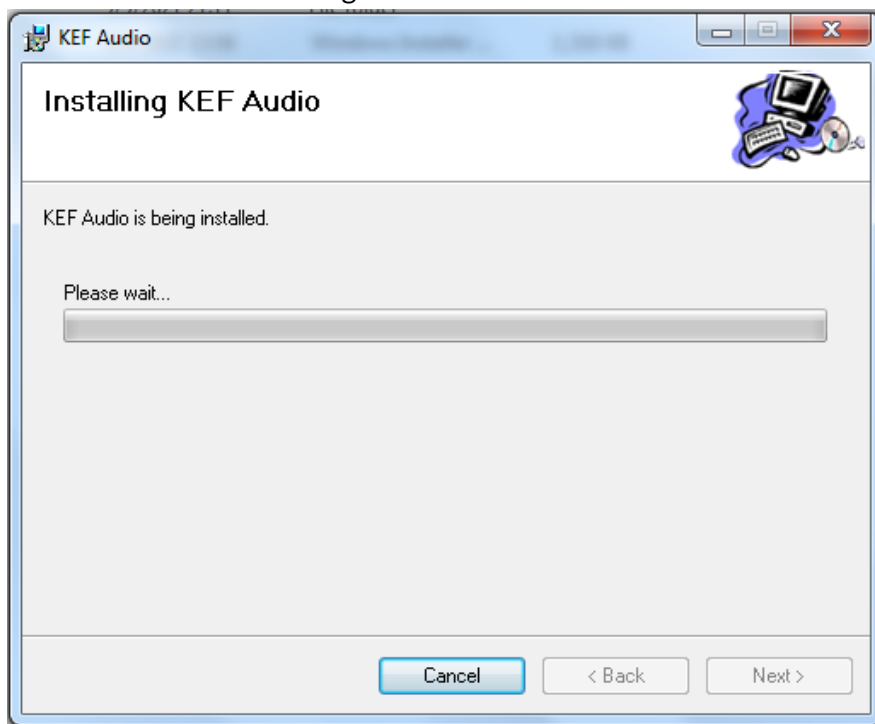 KEF Audio
Installing KEF Audio
KEF Audio is being installed.
Please wait...
Cancel
< Back
Next >